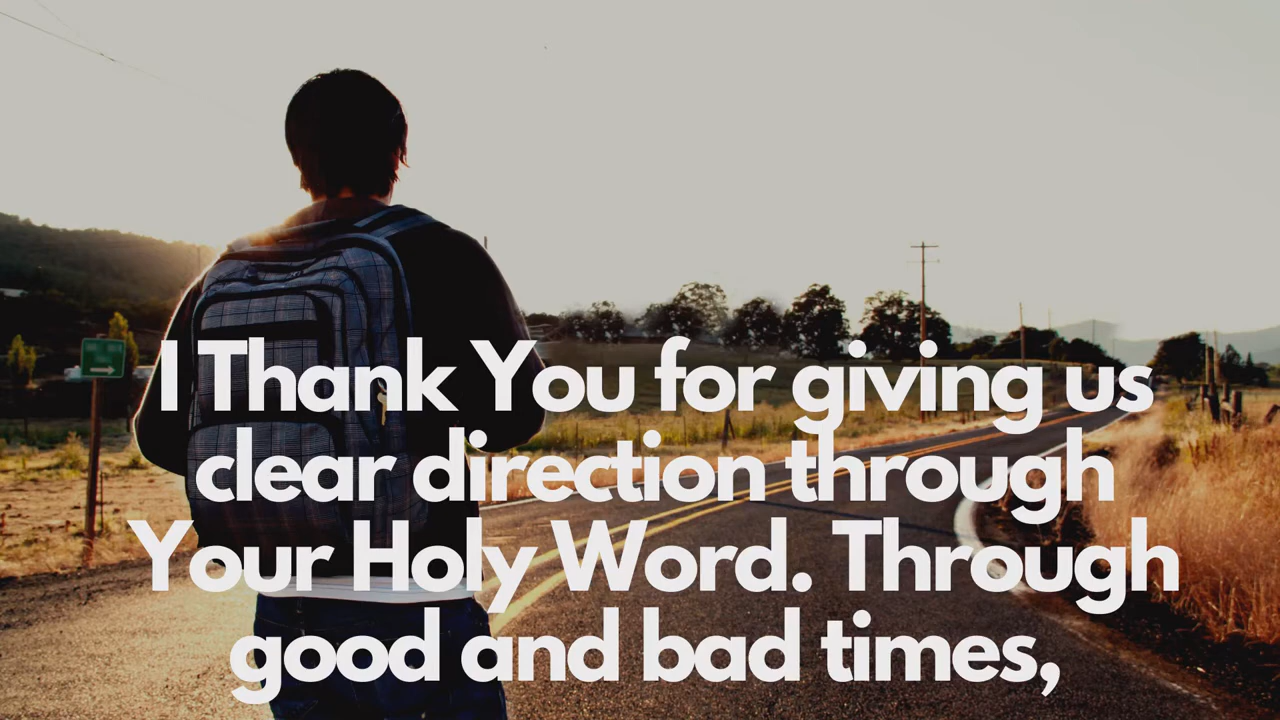 I Thank You for giving us
clear direction through
Your Holy Word. Through
good and bad times,